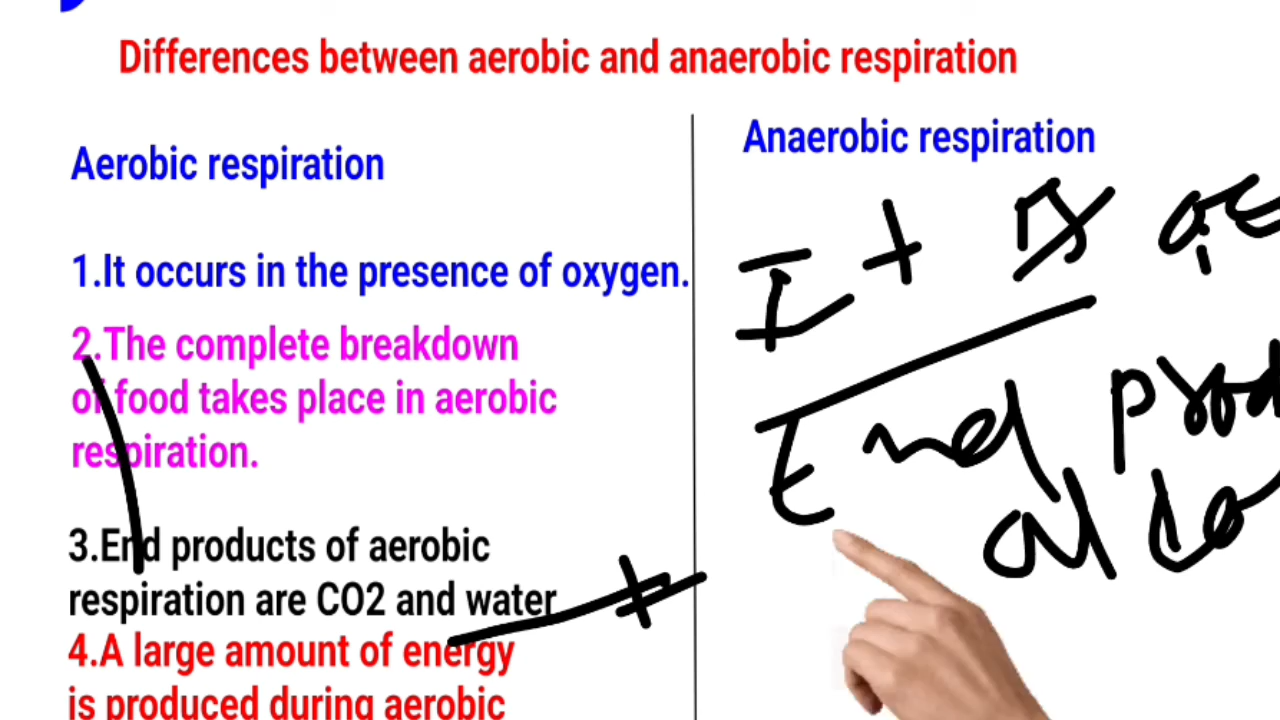 Differences between aerobic and anaerobic respiration
Aerobic respiration
1.It occurs in the presence of oxygen.
2.The complete breakdown
of food takes place in aerobic
respiration.
3.End products of aerobic
respiration are CO2 and water
4.A large amount of energy
is produced during aerobic
Anaerobic respiration
End